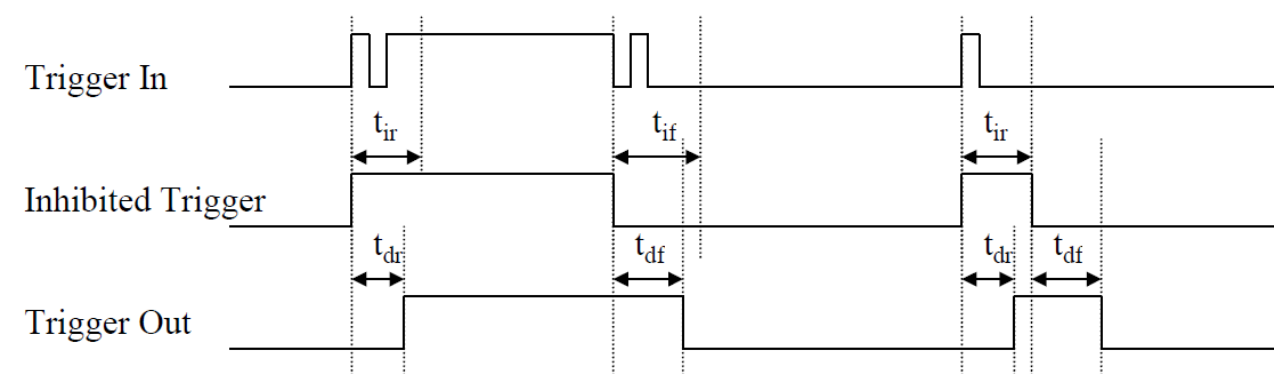 Trigger In
t_ir t_if t_ir
Inhibited Trigger
t_dr t_df t_dr t_df
Trigger Out